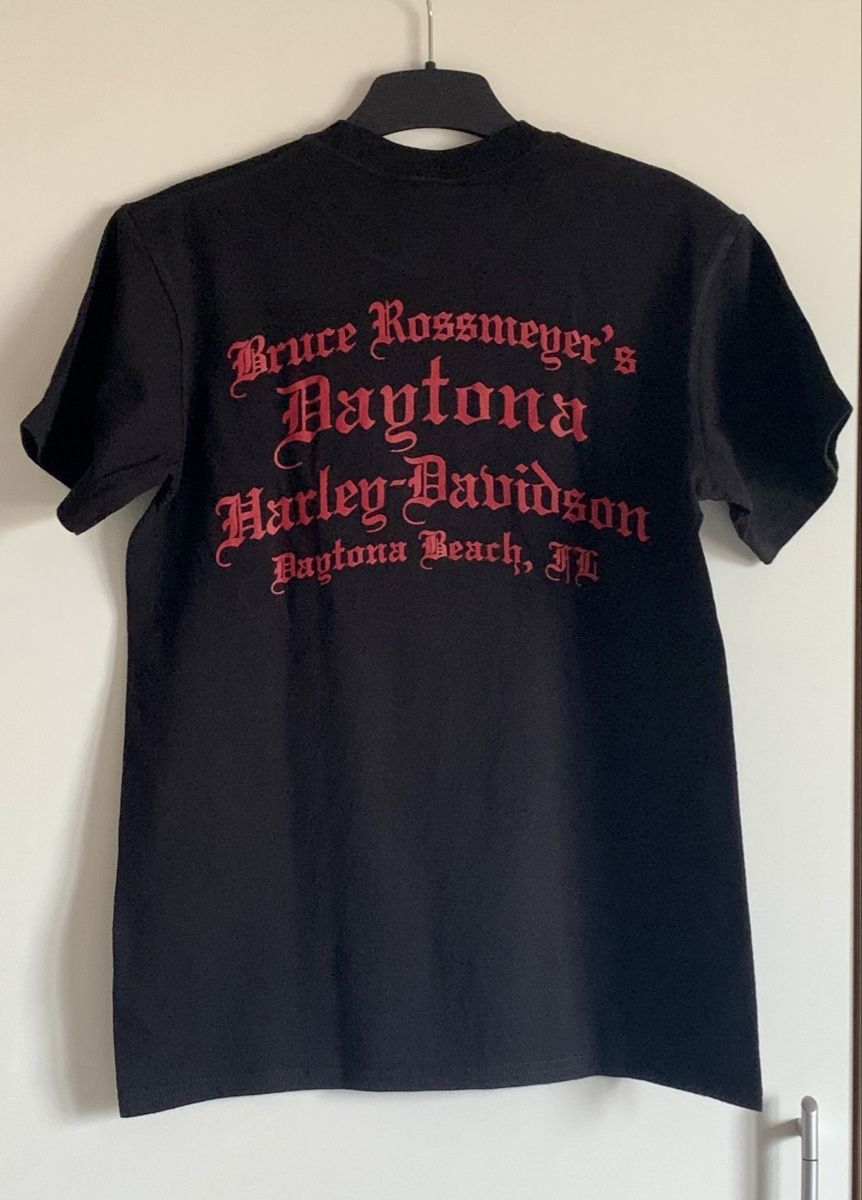 Bruce Rossmeyer's
Daytona
Harley-Davidson
Daytona Beach, FL